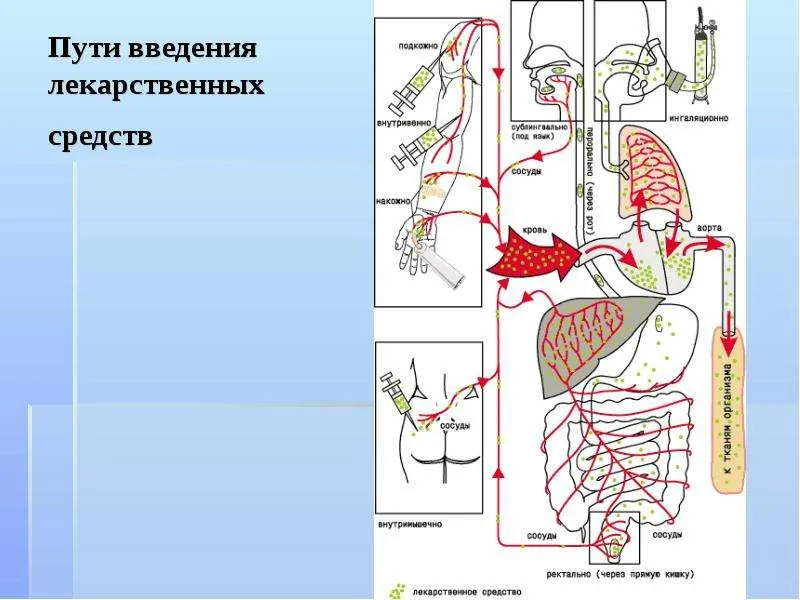 Пути введения
лекарственных
средств
подкожно
внутривенно
накожно
сублингвально
(под язык)
перорально (через рот)
ингаляционно
сосуды
кровь
аорта
к тканям организма
сосуды
внутримышечно
сосуды
сосуды
ректально (через прямую кишку)
лекарственное средство